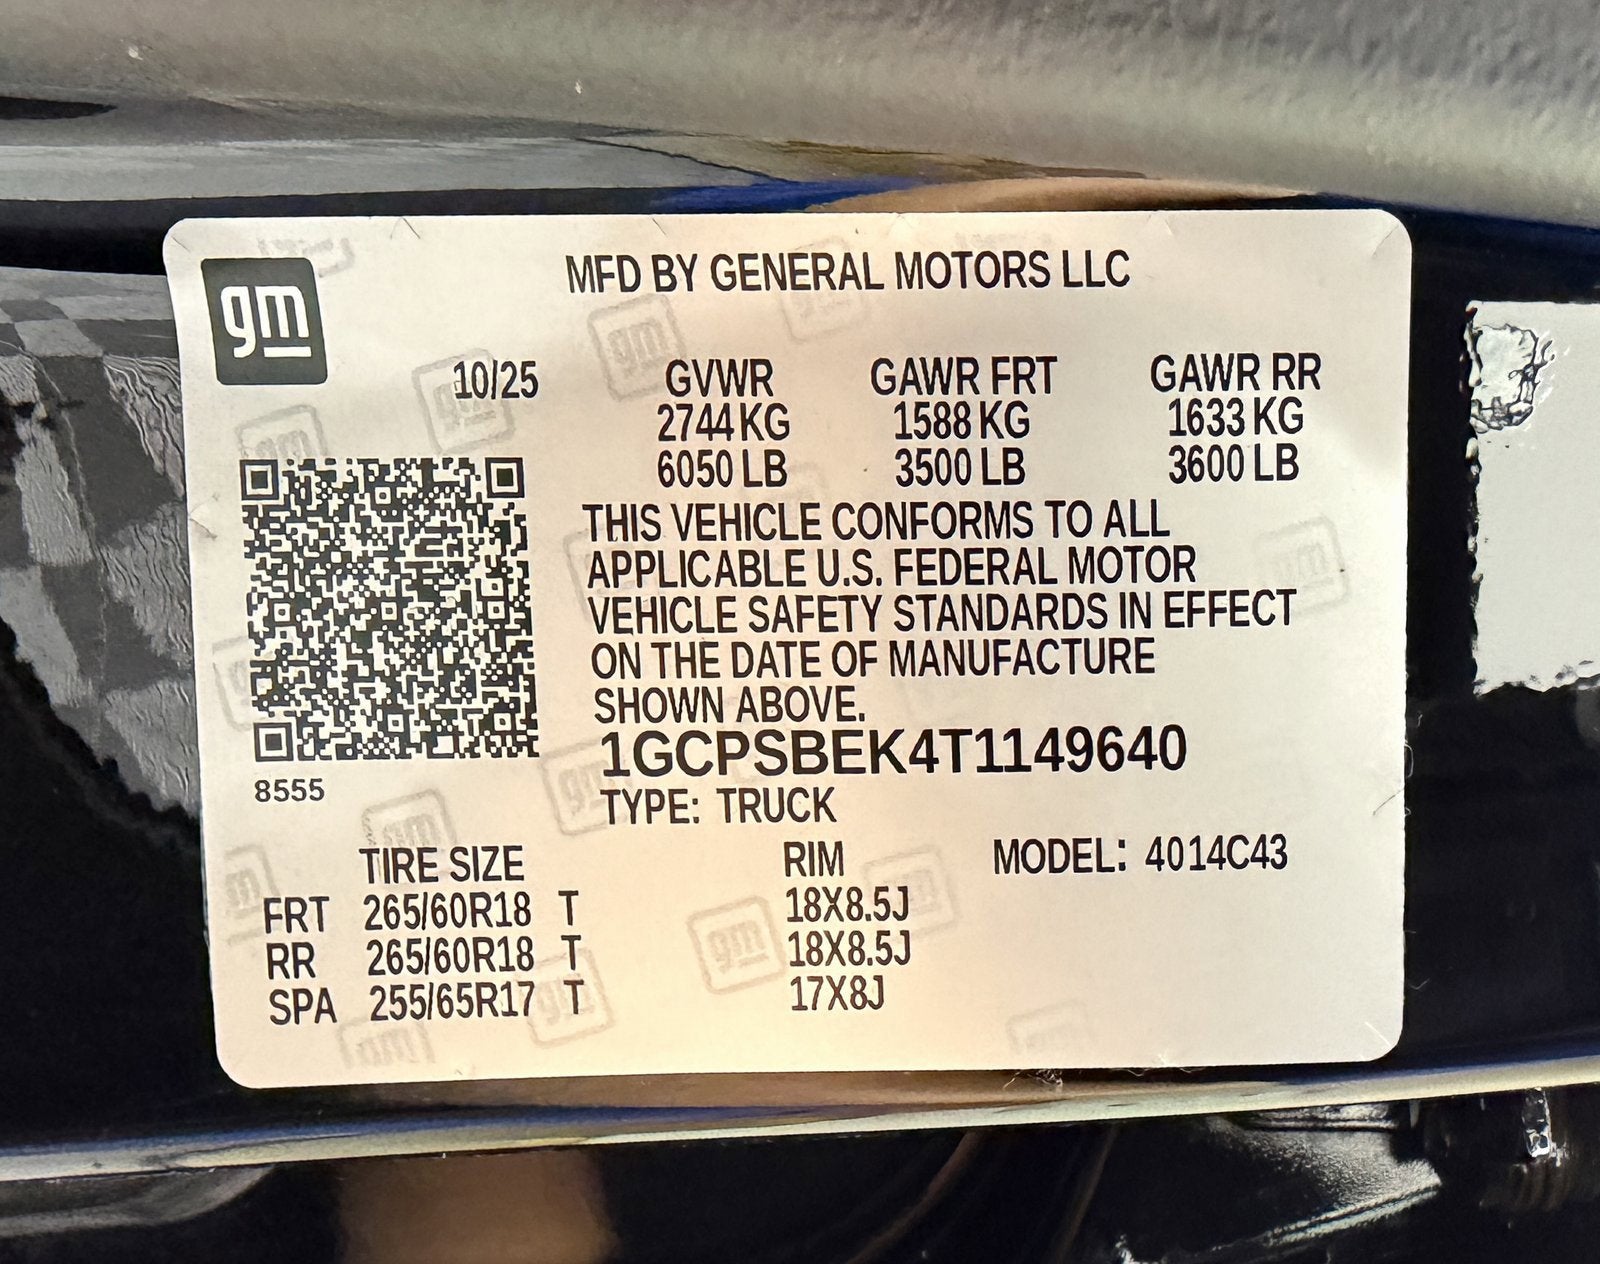 MFD BY GENERAL MOTORS LLC
gm
10/25 GVWR GAWR FRT GAWR RR
2744 KG 1588 KG 1633 KG
6050 LB 3500 LB 3600 LB
THIS VEHICLE CONFORMS TO ALL
APPLICABLE U.S. FEDERAL MOTOR
VEHICLE SAFETY STANDARDS IN EFFECT
ON THE DATE OF MANUFACTURE
SHOWN ABOVE.
1GCPSBEK4T1149640
8555
TYPE: TRUCK
TIRE SIZE RIM MODEL: 4014C43
FRT 265/60R18 T 18X8.5J
RR 265/60R18 T 18X8.5J
SPA 255/65R17 T 17X8J